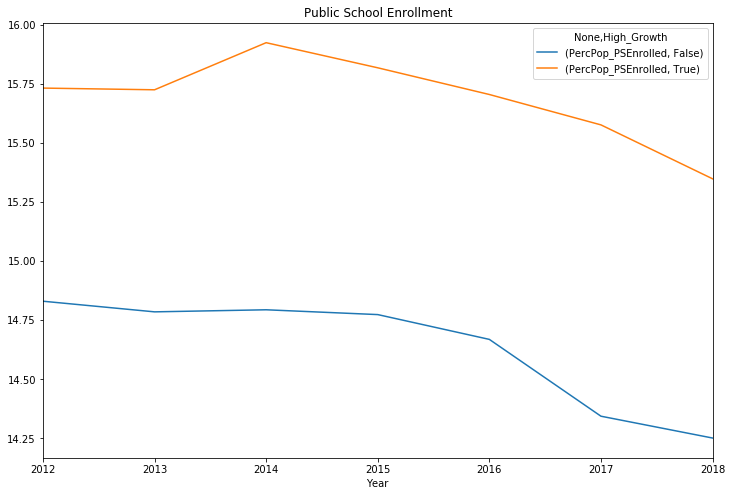 Public School Enrollment
None,High_Growth
(PercPop_PSEnrolled, False)
(PercPop_PSEnrolled, True)
16.00
15.75
15.50
15.25
15.00
14.75
14.50
14.25
2012 2013 2014 2015 2016 2017 2018
Year